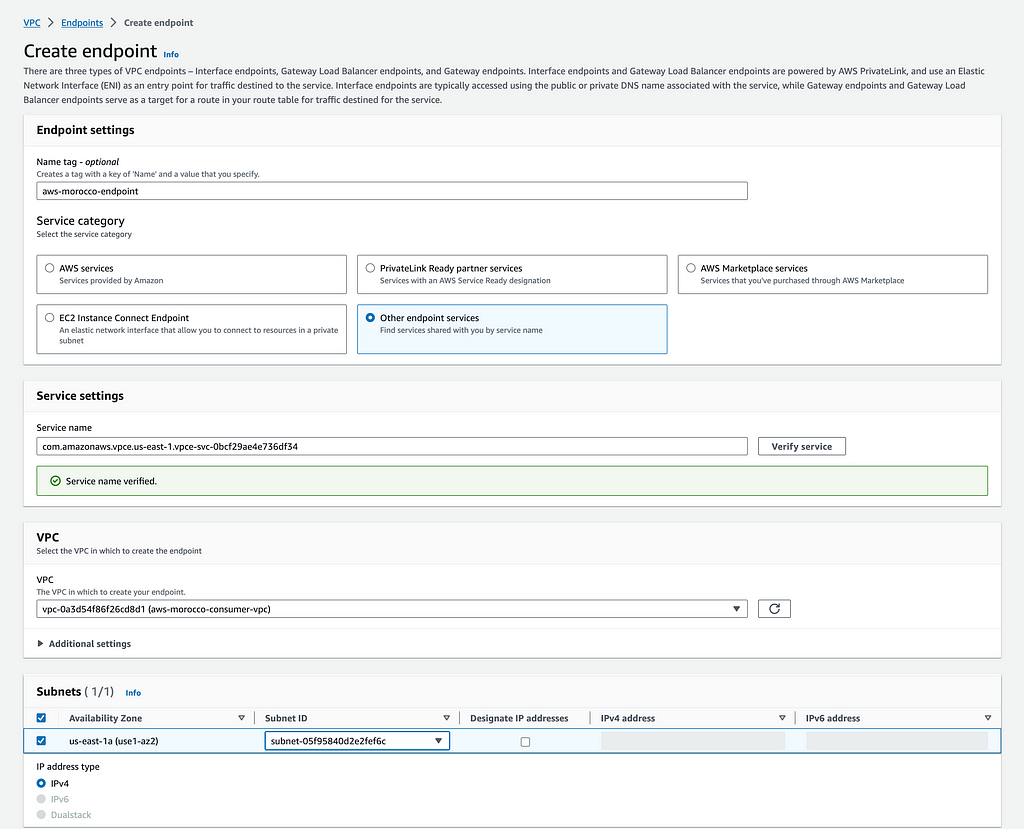 VPC > Endpoints > Create endpoint
Create endpoint Info
There are three types of VPC endpoints – Interface endpoints, Gateway Load Balancer endpoints, and Gateway endpoints. Interface endpoints and Gateway Load Balancer endpoints are powered by AWS PrivateLink, and use an Elastic
Network Interface (ENI) as an entry point for traffic destined to the service. Interface endpoints are typically accessed using the public or private DNS name associated with the service, while Gateway endpoints and Gateway Load
Balancer endpoints serve as a target for a route in your route table for traffic destined for the service.
Endpoint settings
Name tag - optional
Creates a tag with a key of 'Name' and a value that you specify.
aws-morocco-endpoint
Service category
Select the service category
AWS services
Services provided by Amazon
PrivateLink Ready partner services
Services with an AWS Service Ready designation
AWS Marketplace services
Services that you've purchased through AWS Marketplace
EC2 Instance Connect Endpoint
An elastic network interface that allow you to connect to resources in a private
subnet
Other endpoint services
Find services shared with you by service name
Service settings
Service name
com.amazonaws.vpce.us-east-1.vpce-svc-0bcf29ae4e736df34
Verify service
Service name verified.
VPC
Select the VPC in which to create the endpoint
VPC
The VPC in which to create your endpoint.
vpc-0a3d54f86f26cd8d1 (aws-morocco-consumer-vpc)
Additional settings
Subnets (1/1) Info
Availability Zone Subnet ID Designate IP addresses IPv4 address IPv6 address
us-east-1a (use1-az2) subnet-05f95840d2e2fef6c
IP address type
IPv4
IPv6
Dualstack